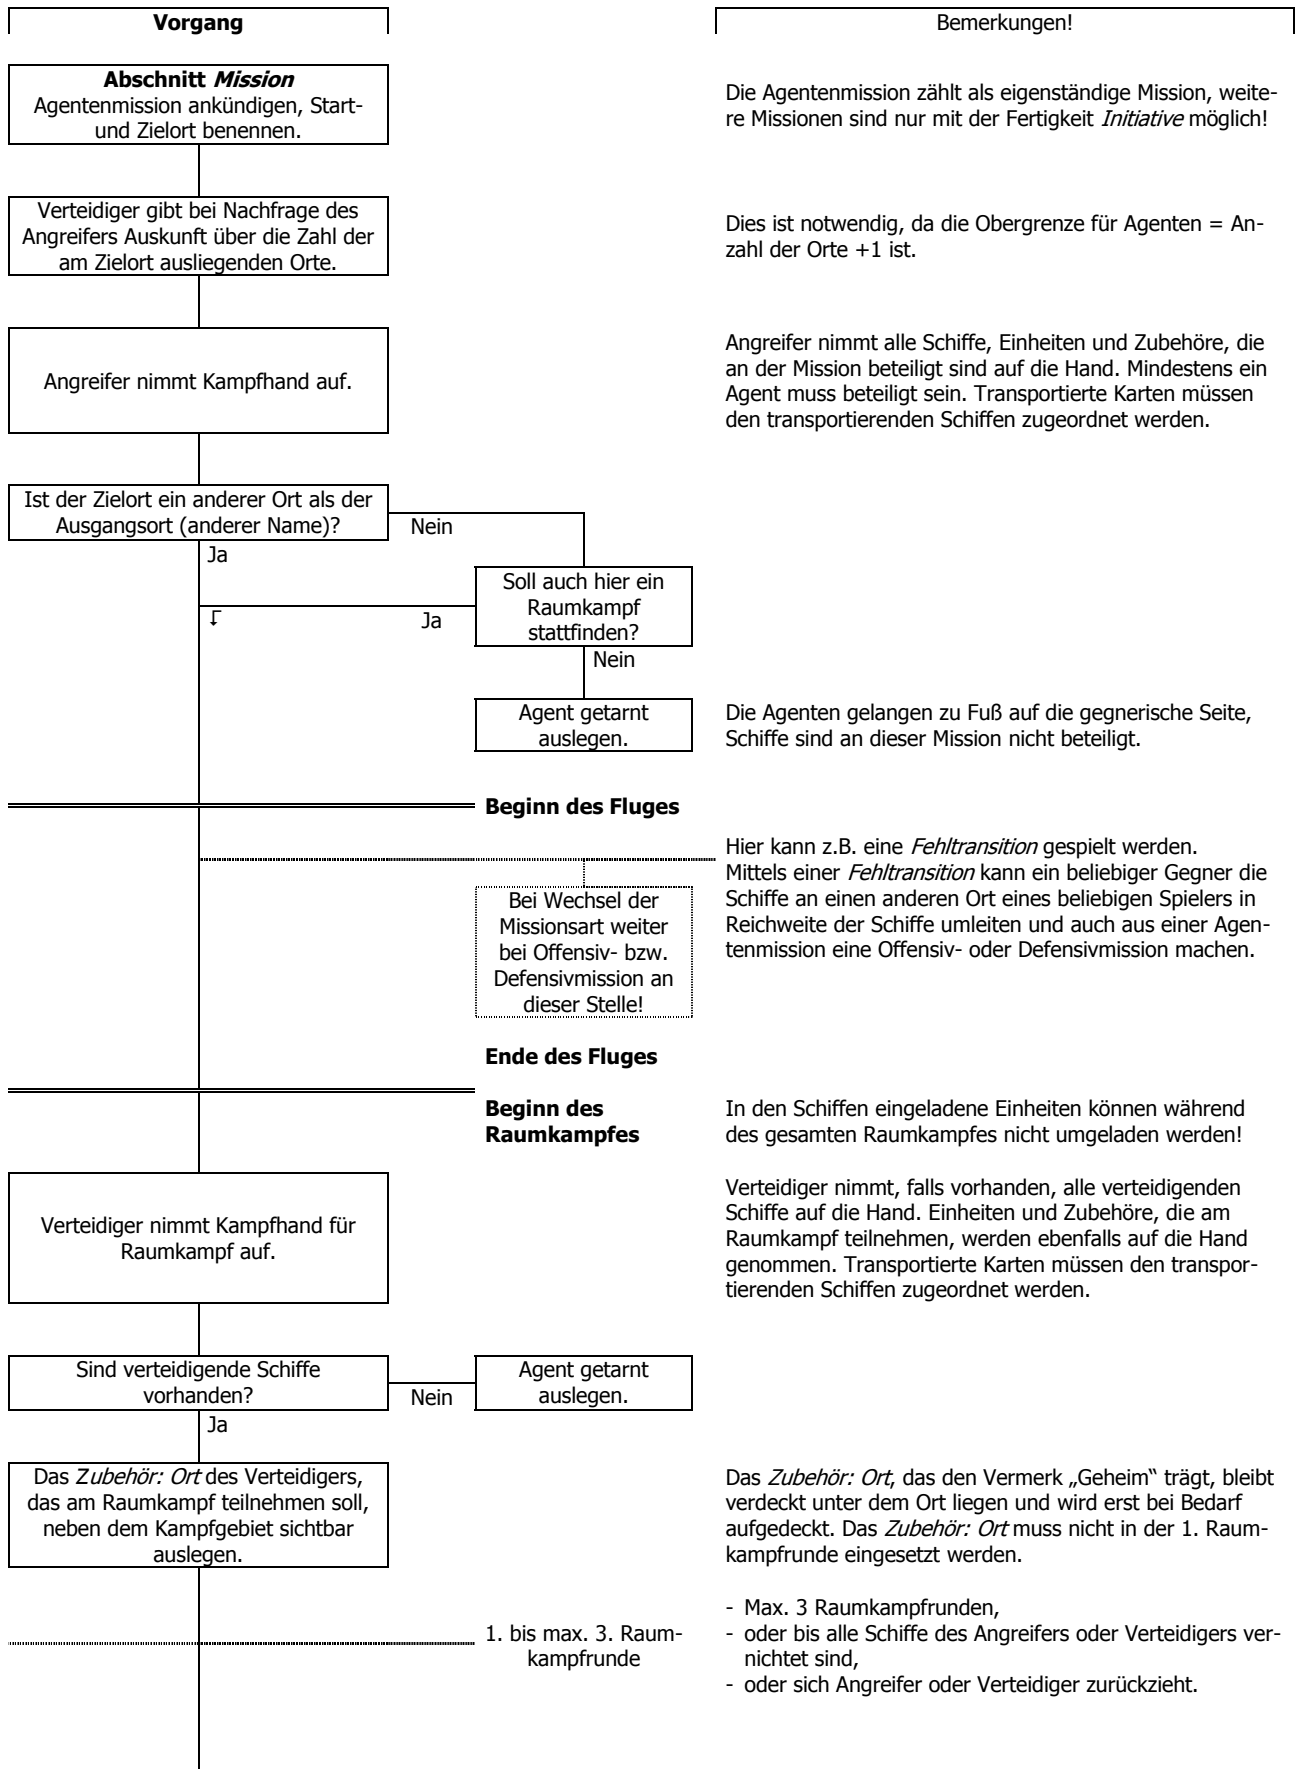 Vorgang
Bemerkungen!
Abschnitt Mission
Agentenmission ankündigen, Start-
und Zielort benennen.
Die Agentenmission zählt als eigenständige Mission, weite-
re Missionen sind nur mit der Fertigkeit Initiative möglich!
Verteidiger gibt bei Nachfrage des
Angreifers Auskunft über die Zahl der
am Zielort ausliegenden Orte.
Dies ist notwendig, da die Obergrenze für Agenten = An-
zahl der Orte +1 ist.
Angreifer nimmt Kampfhand auf.
Angreifer nimmt alle Schiffe, Einheiten und Zubehöre, die
an der Mission beteiligt sind auf die Hand. Mindestens ein
Agent muss beteiligt sein. Transportierte Karten müssen
den transportierenden Schiffen zugeordnet werden.
Ist der Zielort ein anderer Ort als der
Ausgangsort (anderer Name)?
Nein
Ja
Soll auch hier ein
Raumkampf
stattfinden?
Ja
Nein
Agent getarnt
auslegen.
Die Agenten gelangen zu Fuß auf die gegnerische Seite,
Schiffe sind an dieser Mission nicht beteiligt.
Beginn des Fluges
Hier kann z.B. eine Fehltransition gespielt werden.
Mittels einer Fehltransition kann ein beliebiger Gegner die
Schiffe an einen anderen Ort eines beliebigen Spielers in
Reichweite der Schiffe umleiten und auch aus einer Agen-
tenmission eine Offensiv- oder Defensivmission machen.
Bei Wechsel der
Missionsart weiter
bei Offensiv- bzw.
Defensivmission an
dieser Stelle!
Ende des Fluges
Beginn des
Raumkampfes
In den Schiffen eingeladene Einheiten können während
des gesamten Raumkampfes nicht umgeladen werden!
Verteidiger nimmt Kampfhand für
Raumkampf auf.
Verteidiger nimmt, falls vorhanden, alle verteidigenden
Schiffe auf die Hand. Einheiten und Zubehöre, die am
Raumkampf teilnehmen, werden ebenfalls auf die Hand
genommen. Transportierte Karten müssen den transpor-
tierenden Schiffen zugeordnet werden.
Sind verteidigende Schiffe
vorhanden?
Nein
Agent getarnt
auslegen.
Ja
Das Zubehör: Ort des Verteidigers,
das am Raumkampf teilnehmen soll,
neben dem Kampfgebiet sichtbar
auslegen.
Das Zubehör: Ort, das den Vermerk „Geheim“ trägt, bleibt
verdeckt unter dem Ort liegen und wird erst bei Bedarf
aufgedeckt. Das Zubehör: Ort muss nicht in der 1. Raum-
kampfrunde eingesetzt werden.
1. bis max. 3. Raum-
kampfrunde
- Max. 3 Raumkampfrunden,
- oder bis alle Schiffe des Angreifers oder Verteidigers ver-
nichtet sind,
- oder sich Angreifer oder Verteidiger zurückzieht.